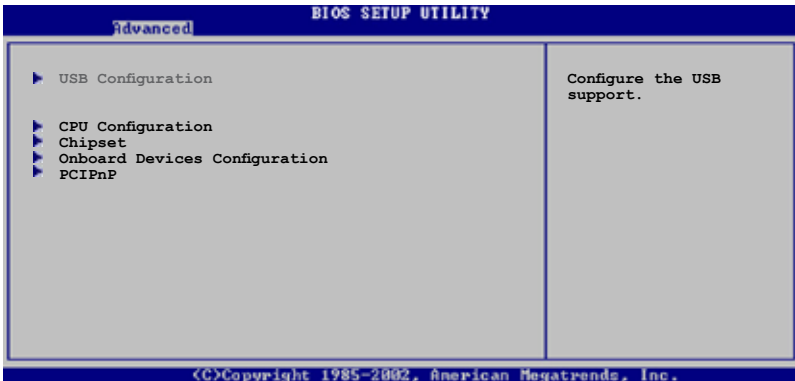 BIOS SETUP UTILITY
Advanced
USB Configuration
CPU Configuration
Chipset
Onboard Devices Configuration
PCIPnP
Configure the USB
support.
(C)Copyright 1985-2002, American Megatrends, Inc.